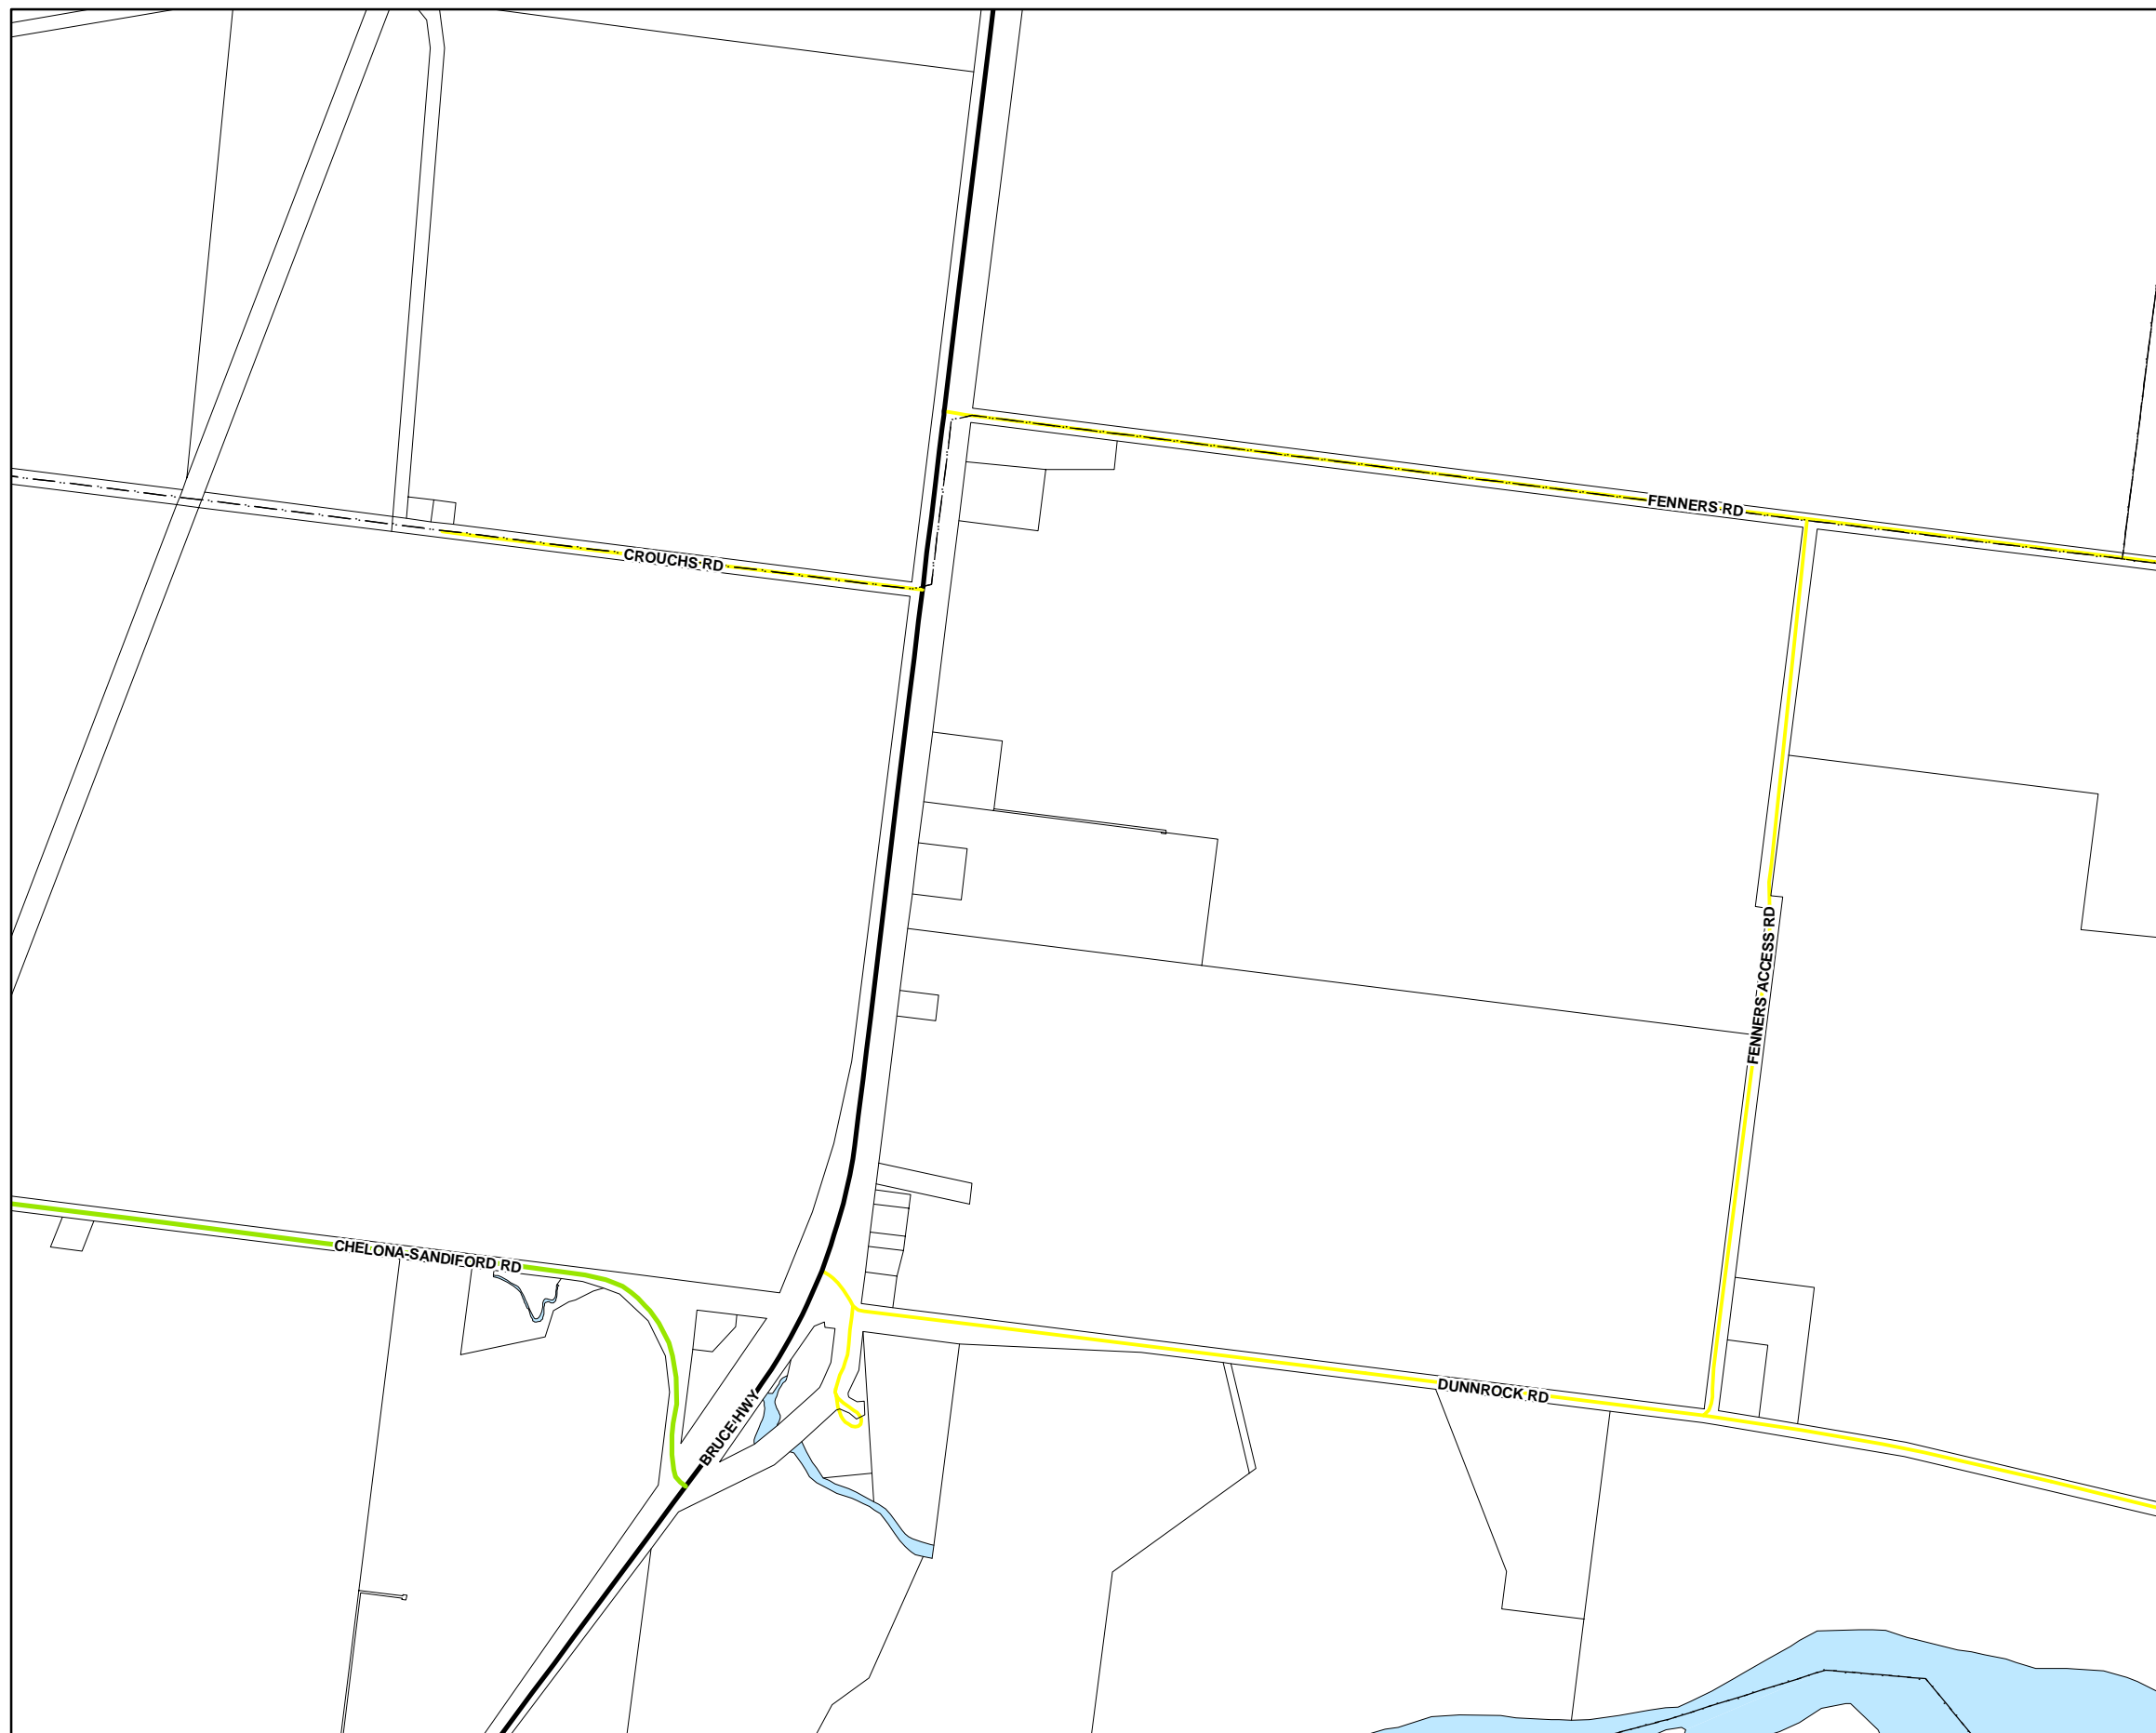 FENNERS RD
CROUCHS RD
FENNERS ACCESS RD
CHELONA-SANDIFORD RD
DUNNROCK RD
BRUCE HWY